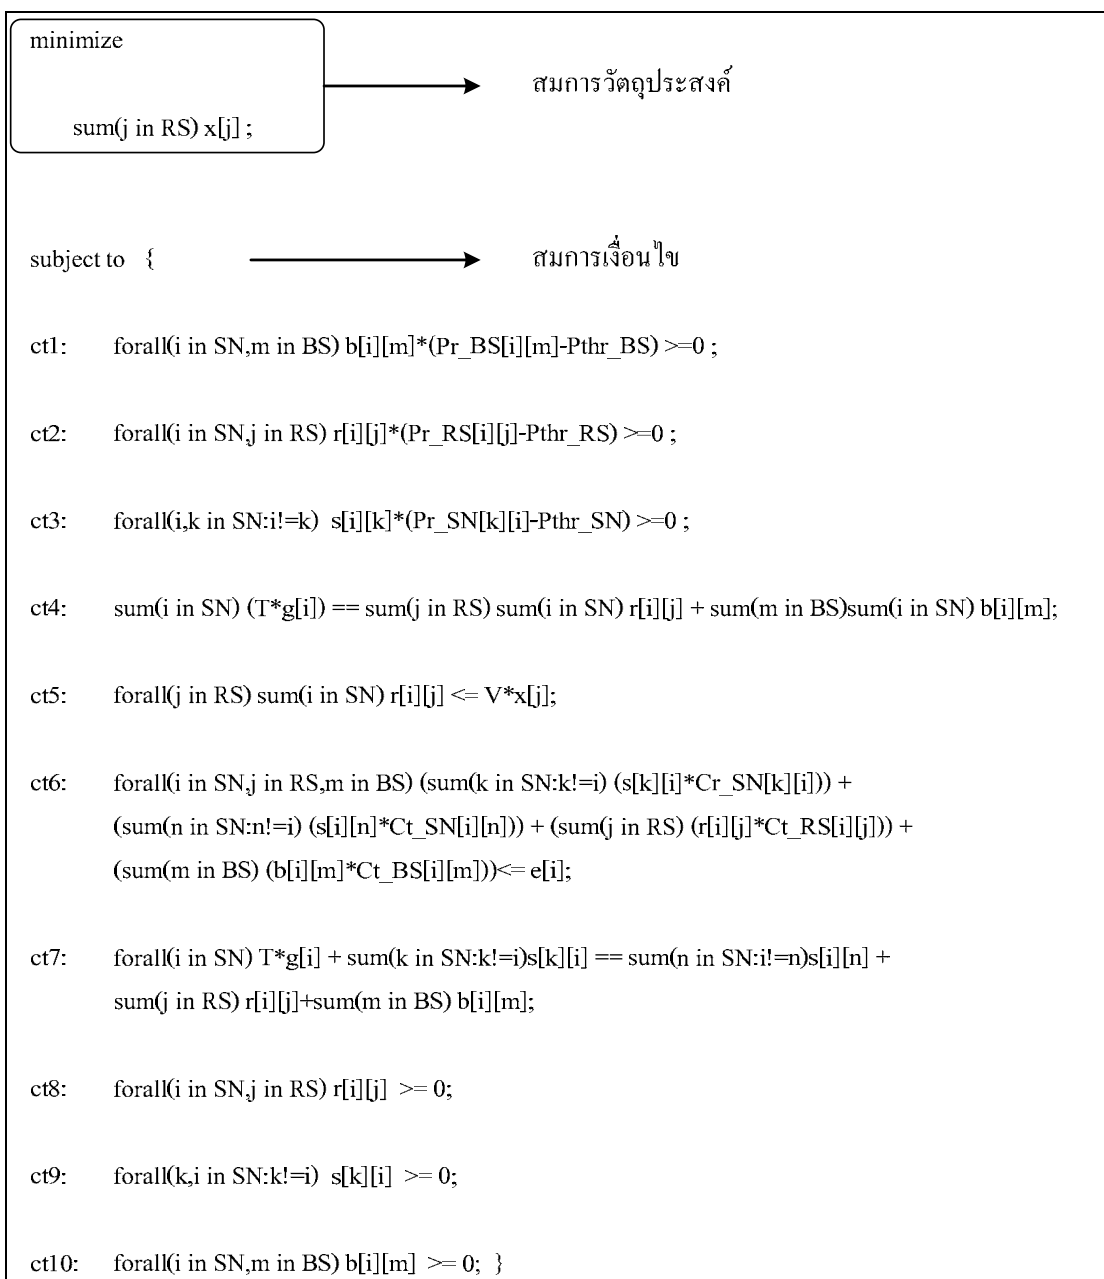 minimize
สมการวัตถุประสงค์
sum(j in RS) x[j] ;
subject to { สมการเงื่อนไข
ct1: forall(i in SN,m in BS) b[i][m]*(Pr_BS[i][m]-Pthr_BS) >=0 ;
ct2: forall(i in SN,j in RS) r[i][j]*(Pr_RS[i][j]-Pthr_RS) >=0 ;
ct3: forall(i,k in SN:i!=k) s[i][k]*(Pr_SN[k][i]-Pthr_SN) >=0 ;
ct4: sum(i in SN) (T*g[i]) == sum(j in RS) sum(i in SN) r[i][j] + sum(m in BS)sum(i in SN) b[i][m];
ct5: forall(j in RS) sum(i in SN) r[i][j] <= V*x[j];
ct6: forall(i in SN,j in RS,m in BS) (sum(k in SN:k!=i) (s[k][i]*Cr_SN[k][i])) +
(sum(n in SN:n!=i) (s[i][n]*Ct_SN[i][n])) + (sum(j in RS) (r[i][j]*Ct_RS[i][j])) +
(sum(m in BS) (b[i][m]*Ct_BS[i][m]))<= e[i];
ct7: forall(i in SN) T*g[i] + sum(k in SN:k!=i)s[k][i] == sum(n in SN:i!=n)s[i][n] +
sum(j in RS) r[i][j]+sum(m in BS) b[i][m];
ct8: forall(i in SN,j in RS) r[i][j] >= 0;
ct9: forall(k,i in SN:k!=i) s[k][i] >= 0;
ct10: forall(i in SN,m in BS) b[i][m] >= 0; }